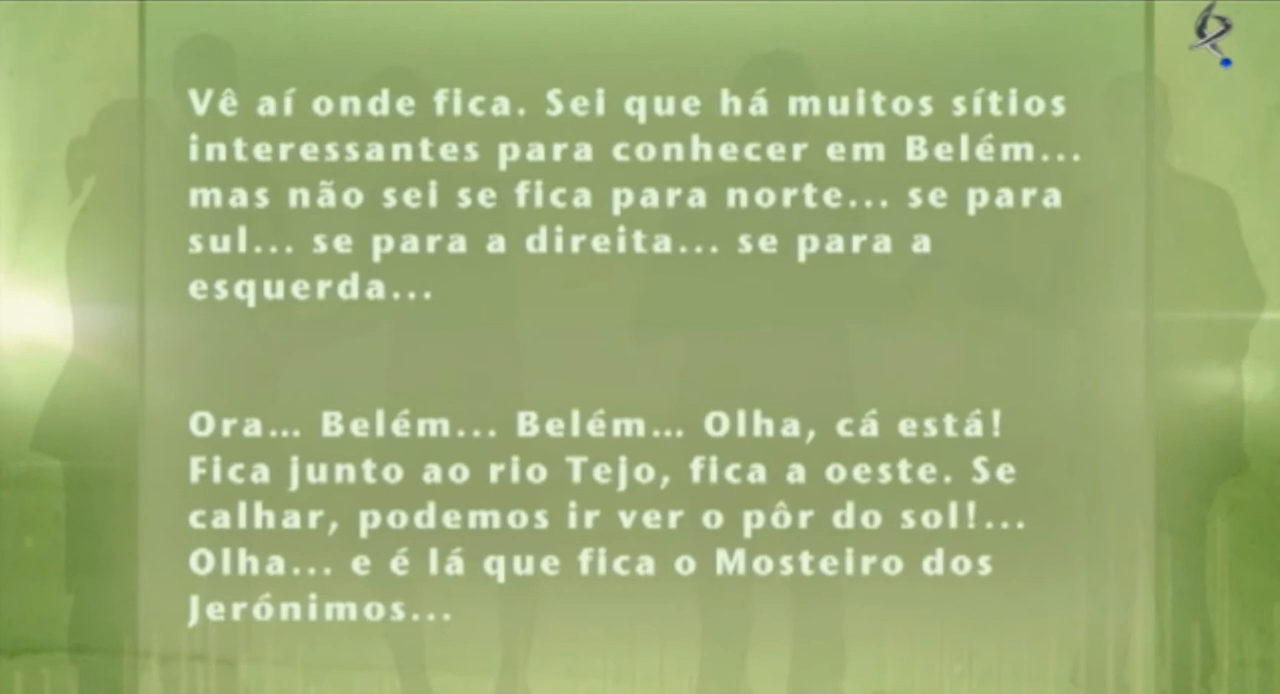 Vê aí onde fica. Sei que há muitos sítios
interessantes para conhecer em Belém...
mas não sei se fica para norte... se para
sul... se para a direita... se para a
esquerda...
Ora... Belém... Belém... Olha, cá está!
Fica junto ao rio Tejo, fica a oeste. Se
calhar, podemos ir ver o pôr do sol!...
Olha... e é lá que fica o Mosteiro dos
Jerónimos...